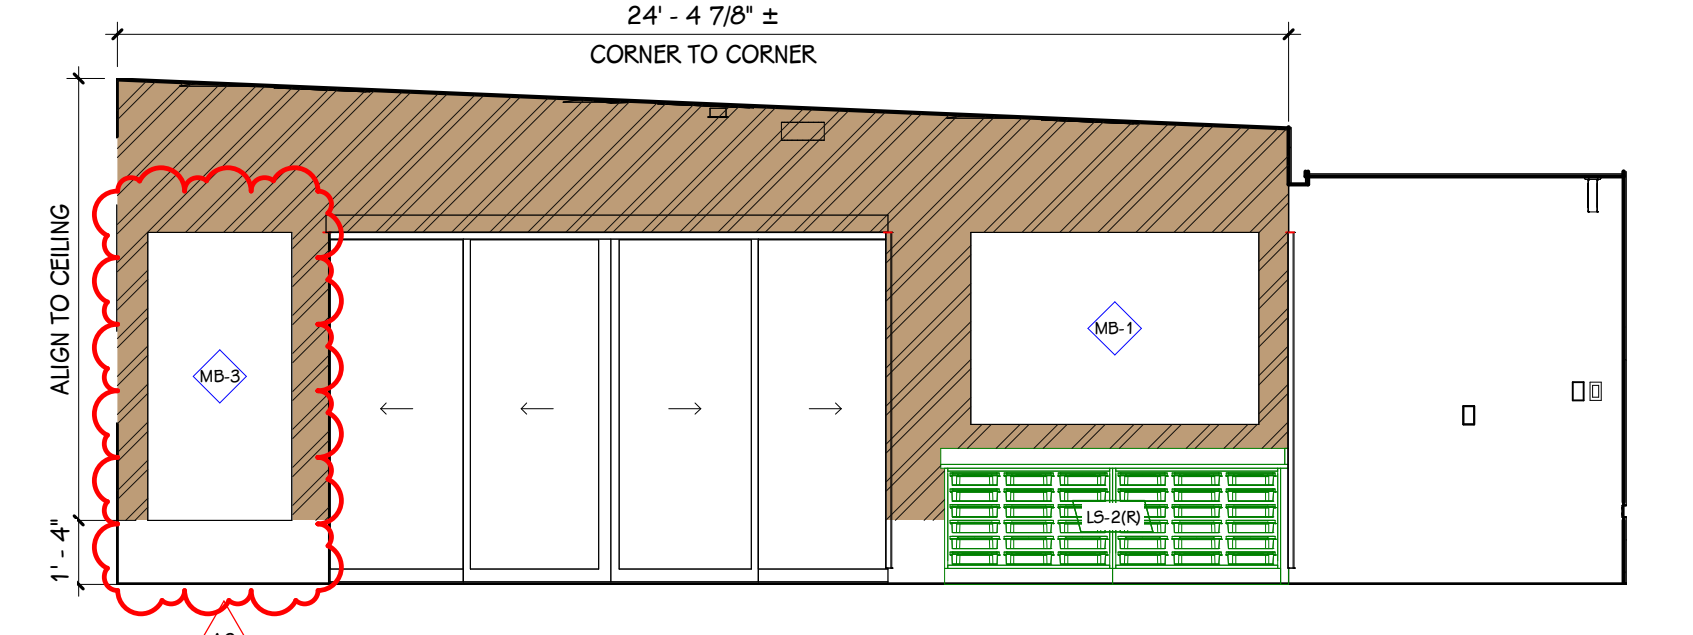 24' - 4 7/8" ±
CORNER TO CORNER
ALIGN TO CEILING
MB-3
MB-1
LS-2(R)
1' - 4"